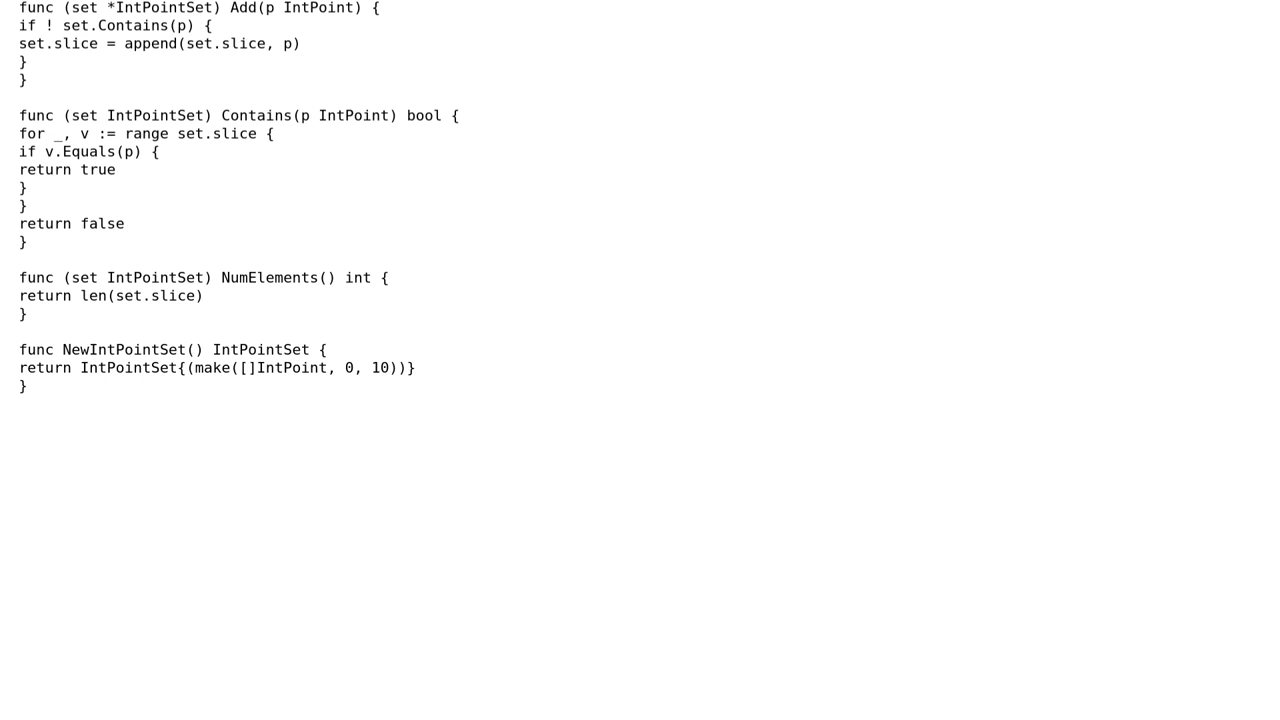 func (set *IntPointSet) Add(p IntPoint) {
if ! set.Contains(p) {
set.slice = append(set.slice, p)
}
}

func (set IntPointSet) Contains(p IntPoint) bool {
for _, v := range set.slice {
if v.Equals(p) {
return true
}
}
return false
}

func (set IntPointSet) NumElements() int {
return len(set.slice)
}

func NewIntPointSet() IntPointSet {
return IntPointSet{(make([]IntPoint, 0, 10))}
}